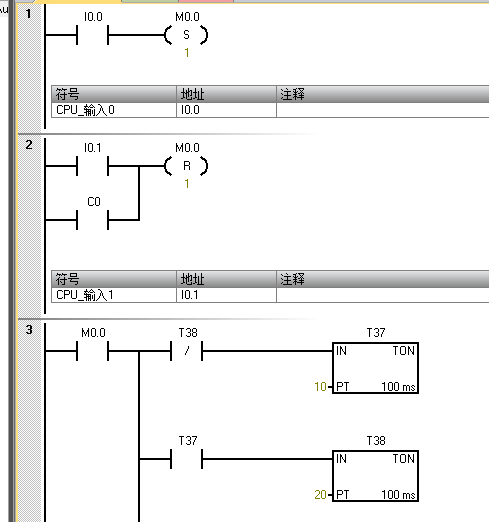 1
I0.0 M0.0
S
1
符号 地址 注释
CPU_输入0 I0.0
2
I0.1 M0.0
R
1
C0
符号 地址 注释
CPU_输入1 I0.1
3
M0.0 T38 T37
/ IN TON
10 PT 100 ms
T37 T38
IN TON
20 PT 100 ms